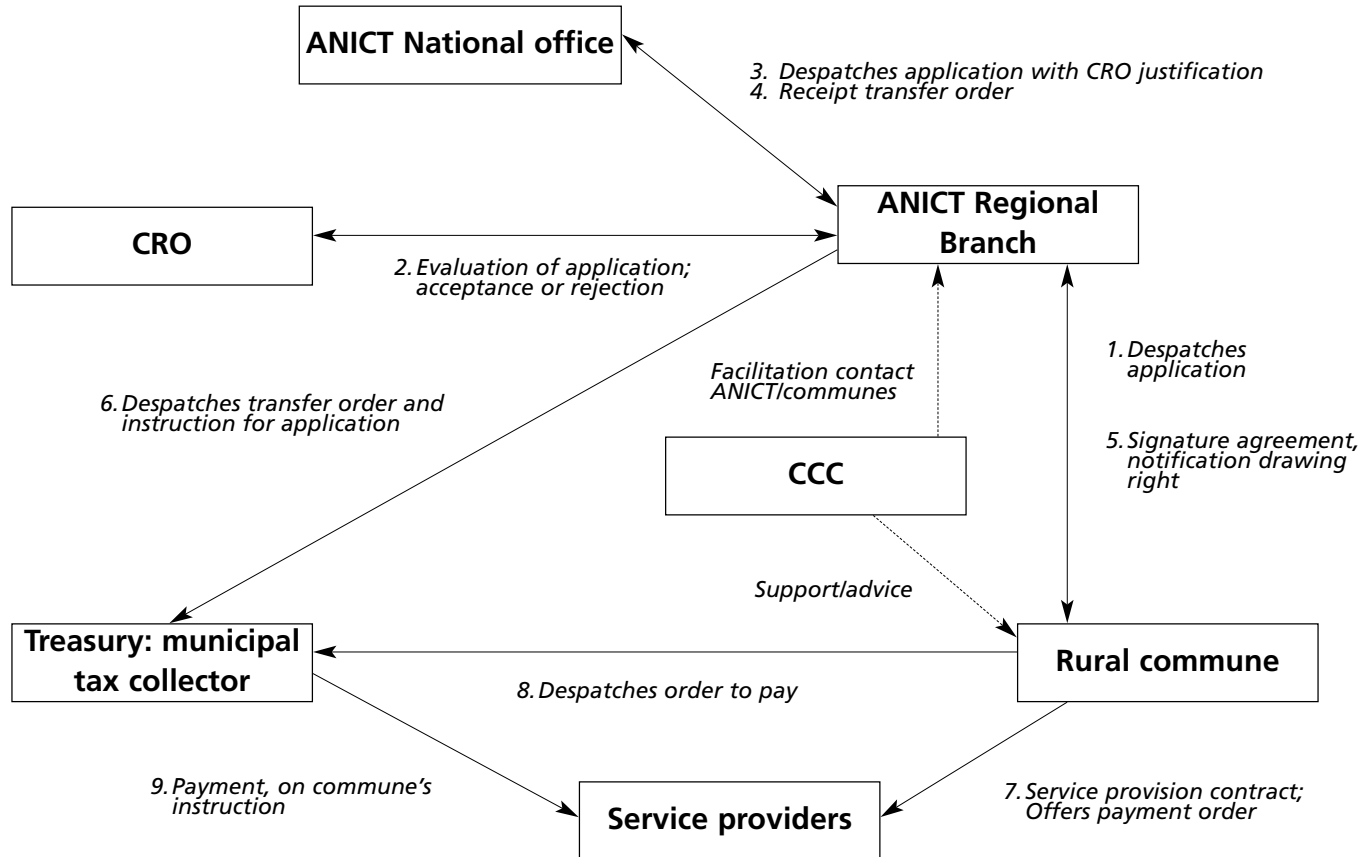 ANICT National office
3. Despatches application with CRO justification
4. Receipt transfer order
ANICT Regional
Branch
CRO
2. Evaluation of application;
acceptance or rejection
1. Despatches
application
Facilitation contact
ANICT/communes
6. Despatches transfer order and
instruction for application
5. Signature agreement,
notification drawing
right
CCC
Support/advice
Treasury: municipal
tax collector
Rural commune
8. Despatches order to pay
9. Payment, on commune's
instruction
7. Service provision contract;
Offers payment order
Service providers